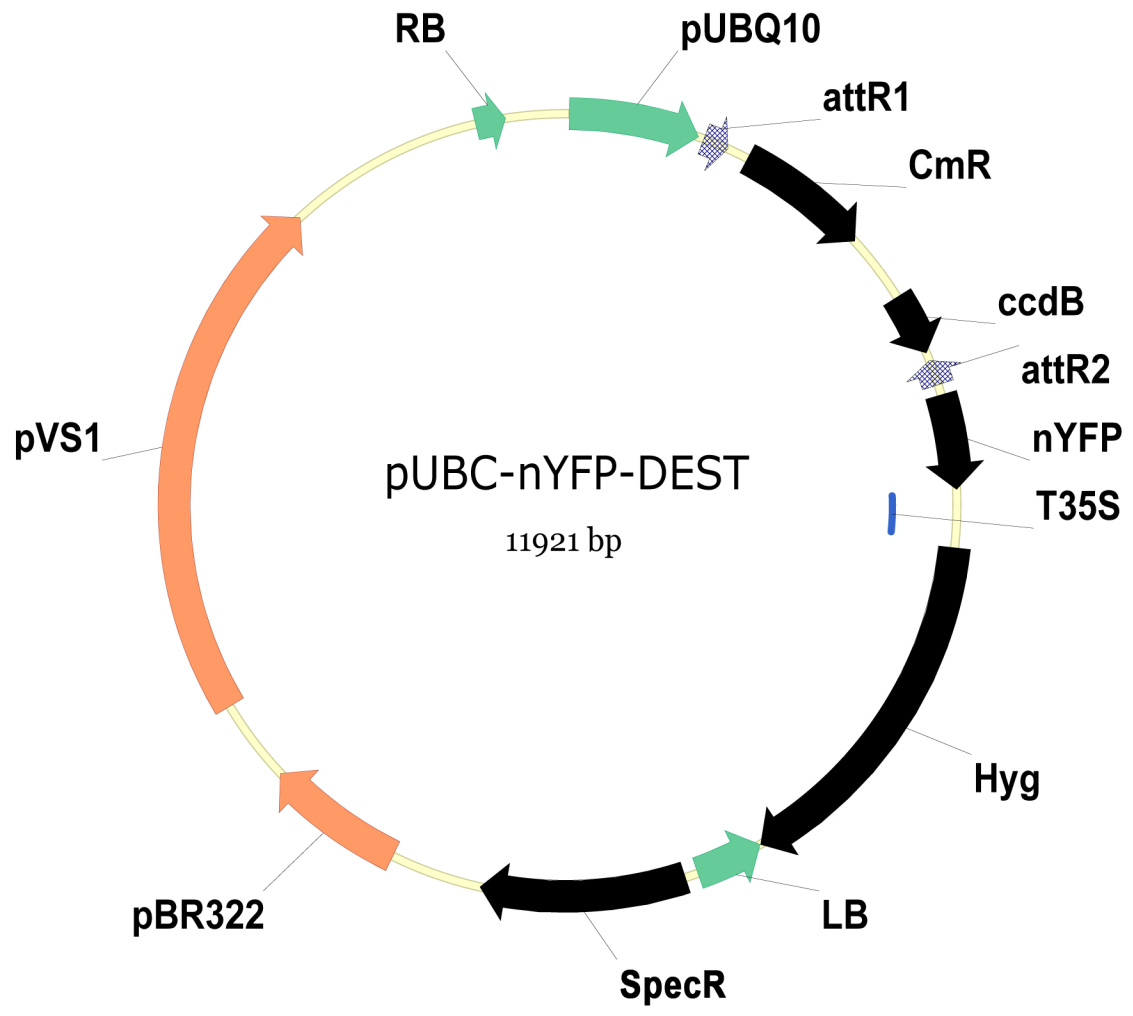 RB
pUBQ10
attR1
CmR
ccdB
attR2
nYFP
T35S
pVS1
pUBC-nYFP-DEST
11921 bp
Hyg
LB
pBR322
SpecR